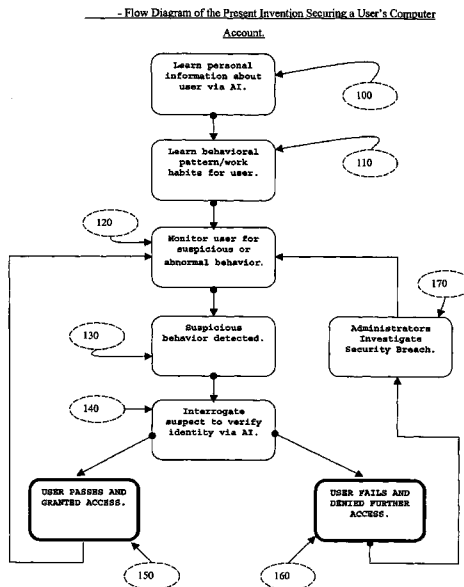 - Flow Diagram of the Present Invention Securing a User's Computer
Account.
Learn personal
information about
user via AI.
100
Learn behavioral
pattern/work
habits for user.
110
120
Monitor user for
suspicious or
abnormal behavior.
130
Suspicious
behavior detected.
170
Administrators
Investigate
Security Breach.
140
Interrogate
suspect to verify
identity via AI.
USER PASSES AND
GRANTED ACCESS.
USER FAILS AND
DENIED FURTHER
ACCESS.
150
160